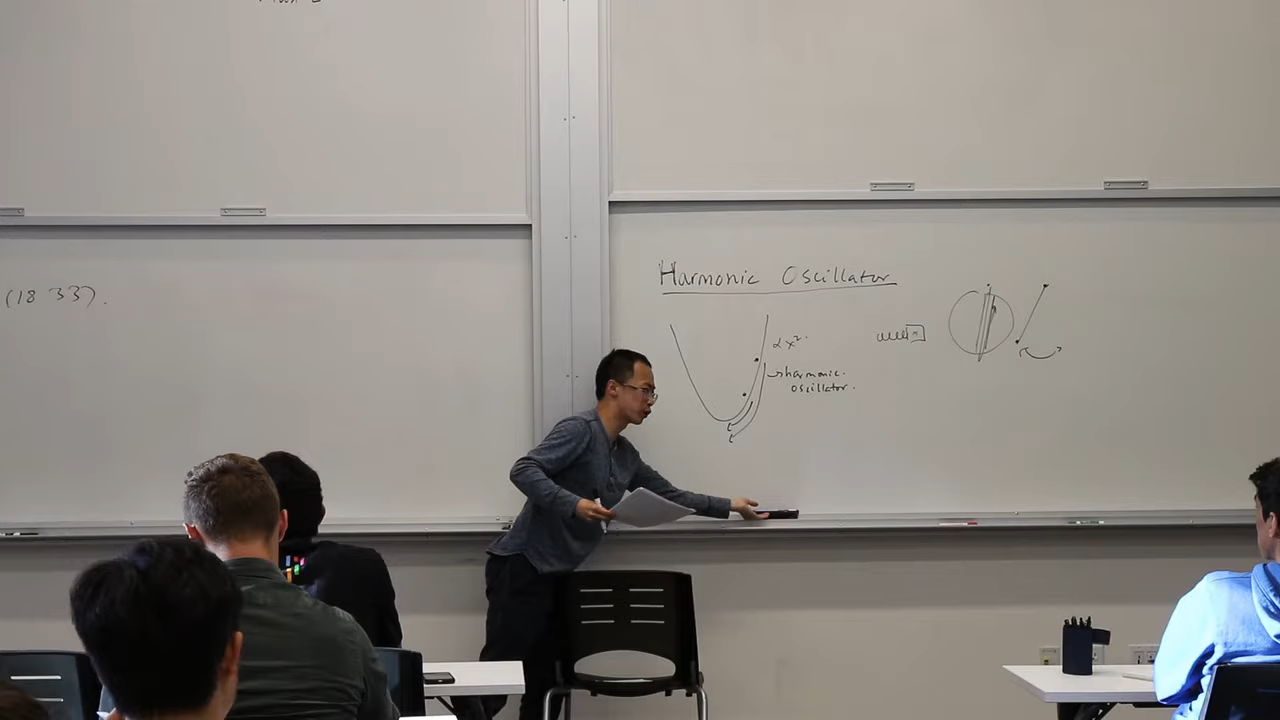 (18 33).
Harmonic Oscillator
αx².
harmonic.
oscillator.